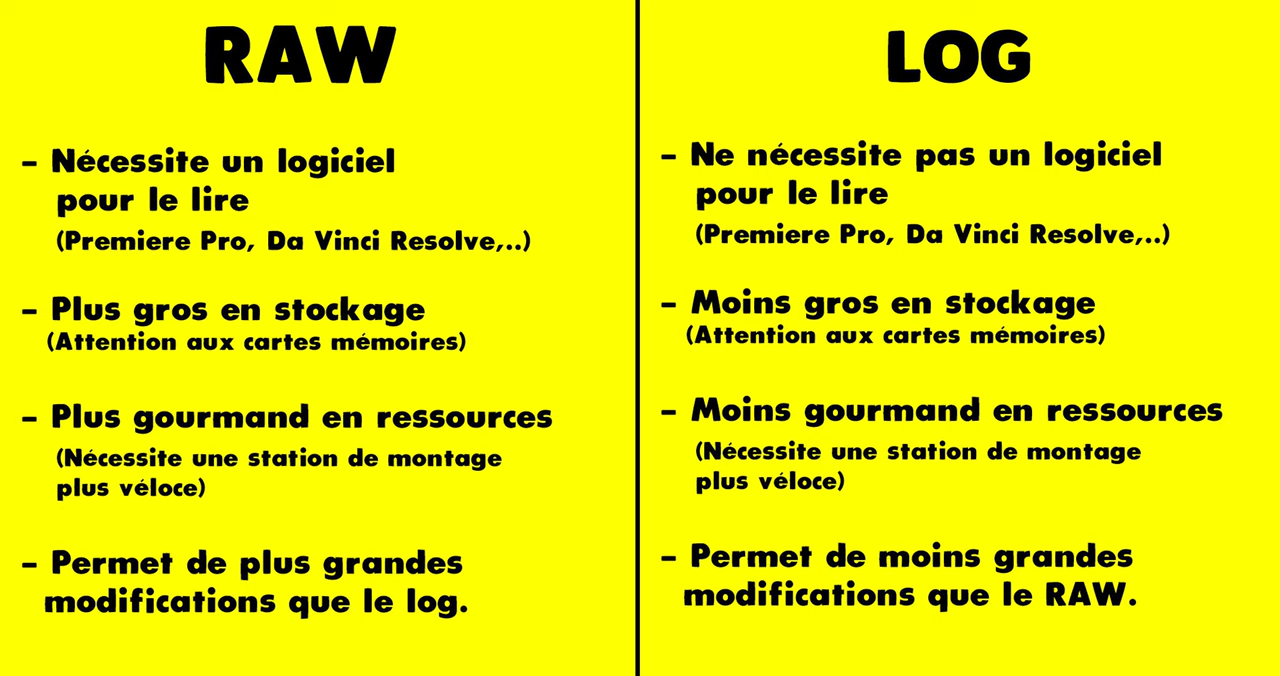 RAW
– Nécessite un logiciel
pour le lire
(Premiere Pro, Da Vinci Resolve,..)
– Plus gros en stockage
(Attention aux cartes mémoires)
– Plus gourmand en ressources
(Nécessite une station de montage
plus véloce)
– Permet de plus grandes
modifications que le log.
LOG
– Ne nécessite pas un logiciel
pour le lire
(Premiere Pro, Da Vinci Resolve,..)
– Moins gros en stockage
(Attention aux cartes mémoires)
– Moins gourmand en ressources
(Nécessite une station de montage
plus véloce)
– Permet de moins grandes
modifications que le RAW.